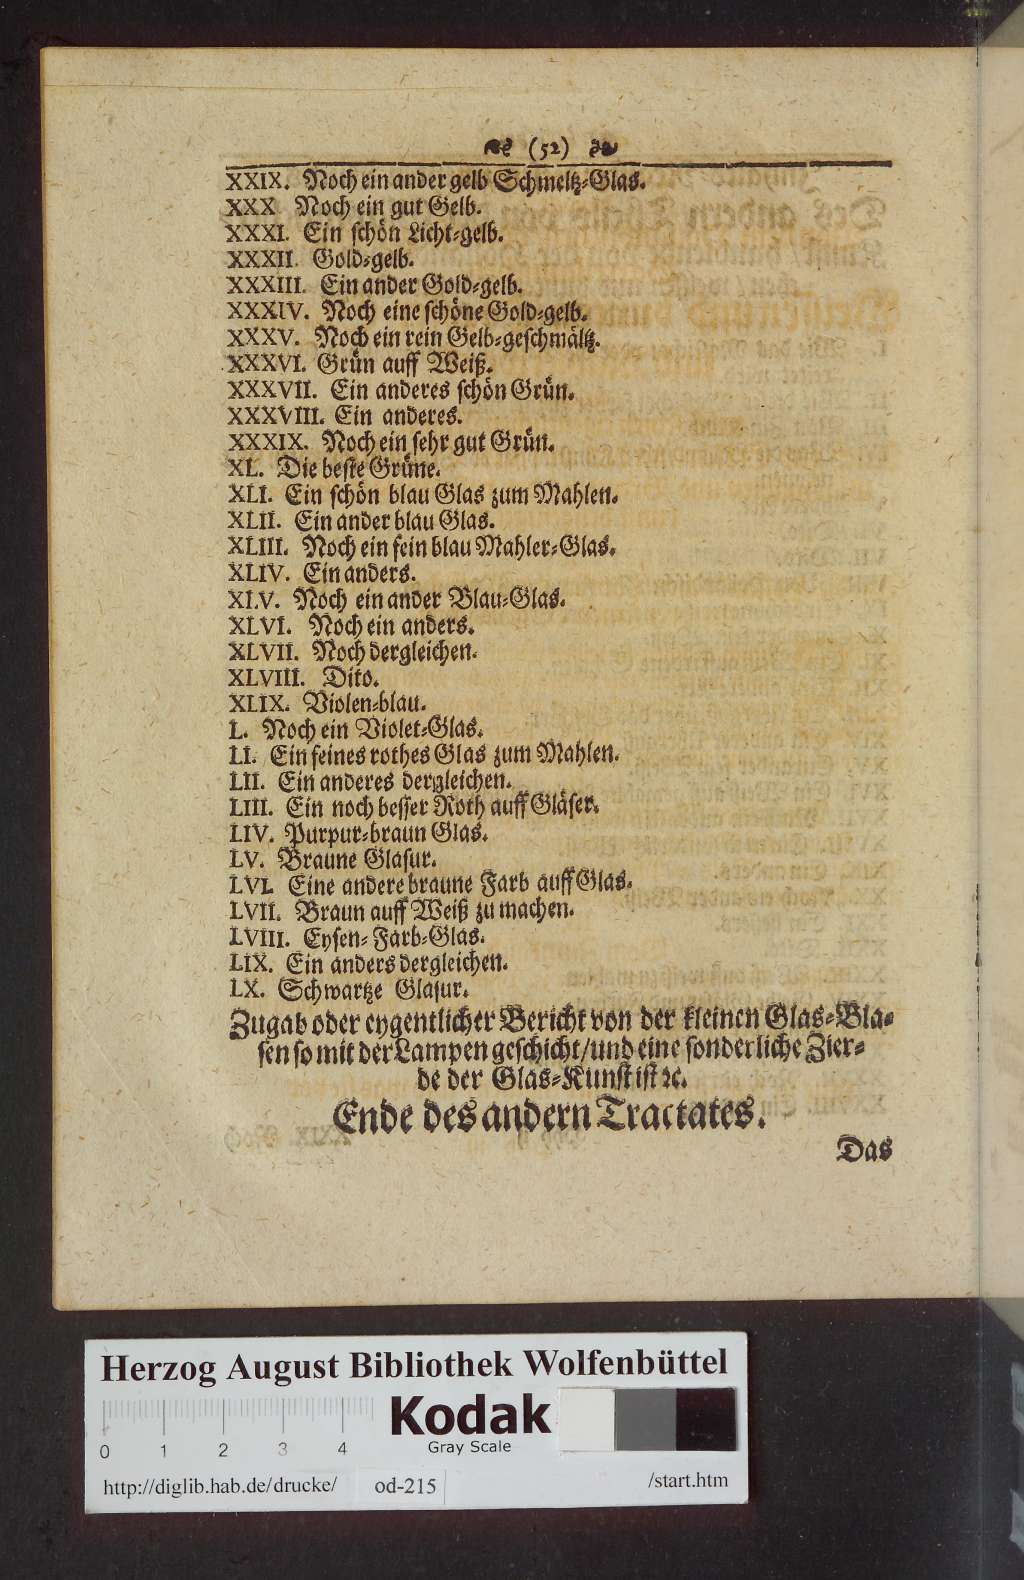 (52)
XXIX. Noch ein ander gelb Schmeltz-Glas.
XXX Noch ein gut Gelb.
XXXI. Ein schön Licht-gelb.
XXXII. Gold-gelb.
XXXIII. Ein ander Gold-gelb.
XXXIV. Noch eine schöne Gold-gelb.
XXXV. Noch ein rein Gelb-geschmältz.
XXXVI. Grün auff Weiß.
XXXVII. Ein anderes schön Grün.
XXXVIII. Ein anderes.
XXXIX. Noch ein sehr gut Grün.
XL. Die beste Grüne.
XLI. Ein schön blau Glas zum Mahlen.
XLII. Ein ander blau Glas.
XLIII. Noch ein fein blau Mahler-Glas.
XLIV. Ein anders.
XLV. Noch ein ander Blau-Glas.
XLVI. Noch ein anders.
XLVII. Noch dergleichen.
XLVIII. Dito.
XLIX. Violen-blau.
L. Noch ein Violet-Glas.
LI. Ein feines rothes Glas zum Mahlen.
LII. Ein anderes dergleichen.
LIII. Ein noch besser Roth auff Gläser.
LIV. Purpur-braun Glas.
LV. Braune Glasur.
LVI. Eine andere braune Farb auff Glas.
LVII. Braun auff Weiß zu machen.
LVIII. Eysen-Farb-Glas.
LIX. Ein anders dergleichen.
LX. Schwartze Glasur.
Zugab oder eygentlicher Bericht von der kleinen Glas-Bla-
sen so mit der Lampen geschicht/und eine sonderliche Zier-
de der Glas-Kunst ist ꝛc.
Ende des andern Tractates.
Das
Herzog August Bibliothek Wolfenbüttel
Kodak
Gray Scale
0 1 2 3 4
http://diglib.hab.de/drucke/ od-215 /start.htm